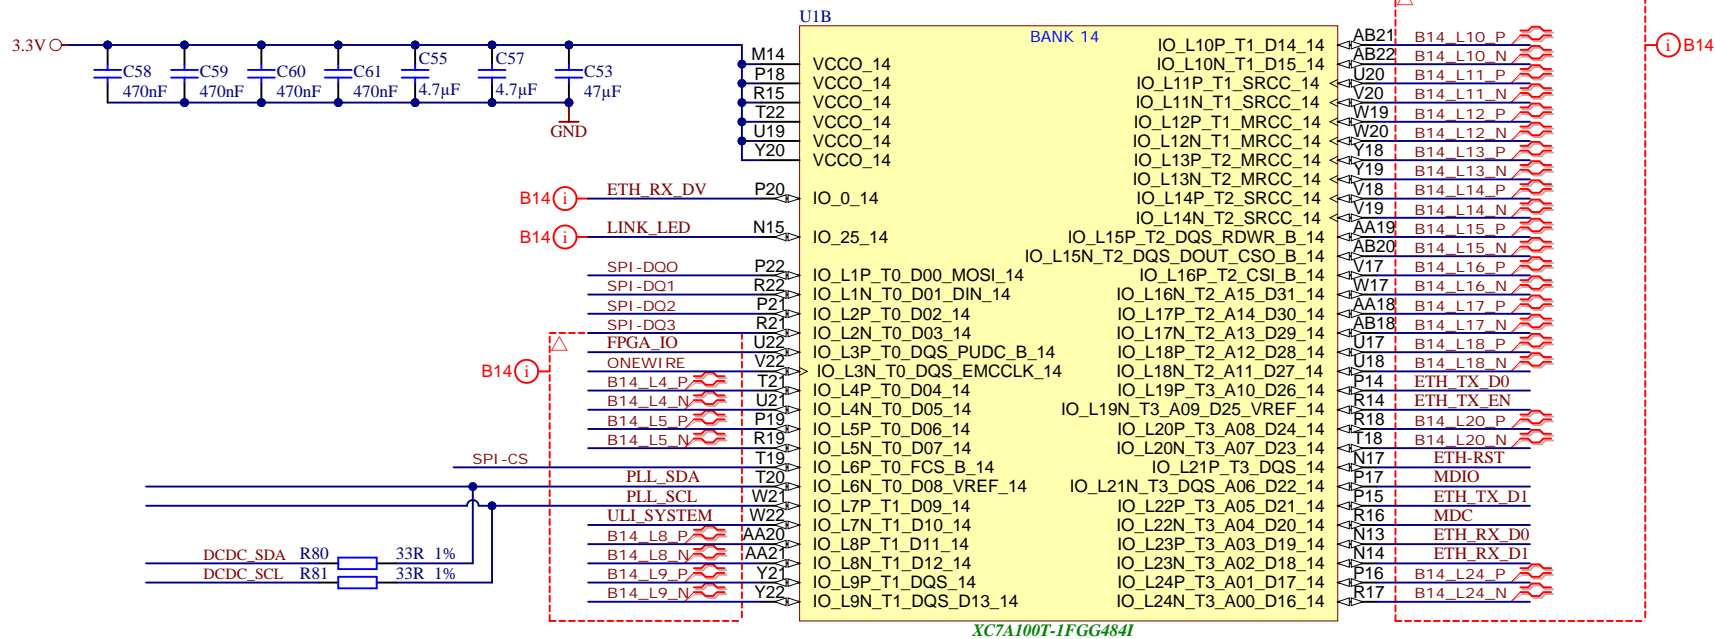 U1B
BANK 14
3.3V
C58 470nF
C59 470nF
C60 470nF
C61 470nF
C55 4.7µF
C57 4.7µF
C53 47µF
GND
M14 VCCO_14
P18 VCCO_14
R15 VCCO_14
T22 VCCO_14
U19 VCCO_14
Y20 VCCO_14
B14 i ETH_RX_DV P20 IO_0_14
B14 i LINK_LED N15 IO_25_14
SPI-DQ0 P22 IO_L1P_T0_D00_MOSI_14
SPI-DQ1 R22 IO_L1N_T0_D01_DIN_14
SPI-DQ2 P21 IO_L2P_T0_D02_14
SPI-DQ3 R21 IO_L2N_T0_D03_14
FPGA_IO U22 IO_L3P_T0_DQS_PUDC_B_14
B14 i ONEWIRE V22 IO_L3N_T0_DQS_EMCCLK_14
B14_L4_P T21 IO_L4P_T0_D04_14
B14_L4_N U21 IO_L4N_T0_D05_14
B14_L5_P P19 IO_L5P_T0_D06_14
B14_L5_N R19 IO_L5N_T0_D07_14
SPI-CS T19 IO_L6P_T0_FCS_B_14
PLL_SDA T20 IO_L6N_T0_D08_VREF_14
PLL_SCL W21 IO_L7P_T1_D09_14
ULI_SYSTEM W22 IO_L7N_T1_D10_14
B14_L8_P AA20 IO_L8P_T1_D11_14
B14_L8_N AA21 IO_L8N_T1_D12_14
B14_L9_P Y21 IO_L9P_T1_DQS_14
B14_L9_N Y22 IO_L9N_T1_DQS_D13_14
DCDC_SDA R80 33R 1%
DCDC_SCL R81 33R 1%
IO_L10P_T1_D14_14 AB21 B14_L10_P
IO_L10N_T1_D15_14 AB22 B14_L10_N
IO_L11P_T1_SRCC_14 U20 B14_L11_P
IO_L11N_T1_SRCC_14 V20 B14_L11_N
IO_L12P_T1_MRCC_14 W19 B14_L12_P
IO_L12N_T1_MRCC_14 W20 B14_L12_N
IO_L13P_T2_MRCC_14 Y18 B14_L13_P
IO_L13N_T2_MRCC_14 Y19 B14_L13_N
IO_L14P_T2_SRCC_14 V18 B14_L14_P
IO_L14N_T2_SRCC_14 V19 B14_L14_N
IO_L15P_T2_DQS_RDWR_B_14 AA19 B14_L15_P
IO_L15N_T2_DQS_DOUT_CSO_B_14 AB20 B14_L15_N
IO_L16P_T2_CSI_B_14 V17 B14_L16_P
IO_L16N_T2_A15_D31_14 W17 B14_L16_N
IO_L17P_T2_A14_D30_14 AA18 B14_L17_P
IO_L17N_T2_A13_D29_14 AB18 B14_L17_N
IO_L18P_T2_A12_D28_14 U17 B14_L18_P
IO_L18N_T2_A11_D27_14 U18 B14_L18_N
IO_L19P_T3_A10_D26_14 P14 ETH_TX_D0
IO_L19N_T3_A09_D25_VREF_14 R14 ETH_TX_EN
IO_L20P_T3_A08_D24_14 R18 B14_L20_P
IO_L20N_T3_A07_D23_14 T18 B14_L20_N
IO_L21P_T3_DQS_14 N17 ETH-RST
IO_L21N_T3_DQS_A06_D22_14 P17 MDIO
IO_L22P_T3_A05_D21_14 P15 ETH_TX_D1
IO_L22N_T3_A04_D20_14 R16 MDC
IO_L23P_T3_A03_D19_14 N13 ETH_RX_D0
IO_L23N_T3_A02_D18_14 N14 ETH_RX_D1
IO_L24P_T3_A01_D17_14 P16 B14_L24_P
IO_L24N_T3_A00_D16_14 R17 B14_L24_N
i B14
XC7A100T-1FGG484I